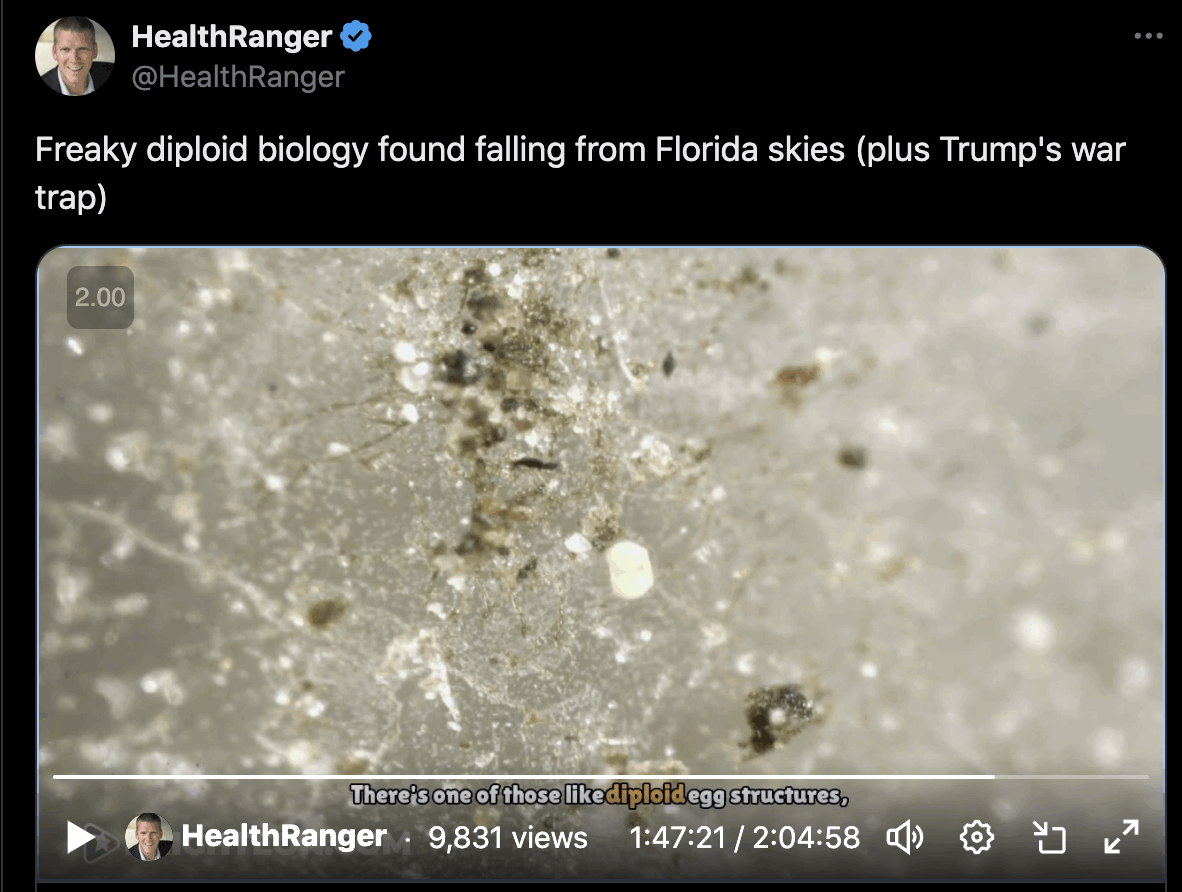 HealthRanger
@HealthRanger
Freaky diploid biology found falling from Florida skies (plus Trump's war
trap)
2.00
There's one of those like diploid egg structures,
HealthRanger · 9,831 views 1:47:21 / 2:04:58